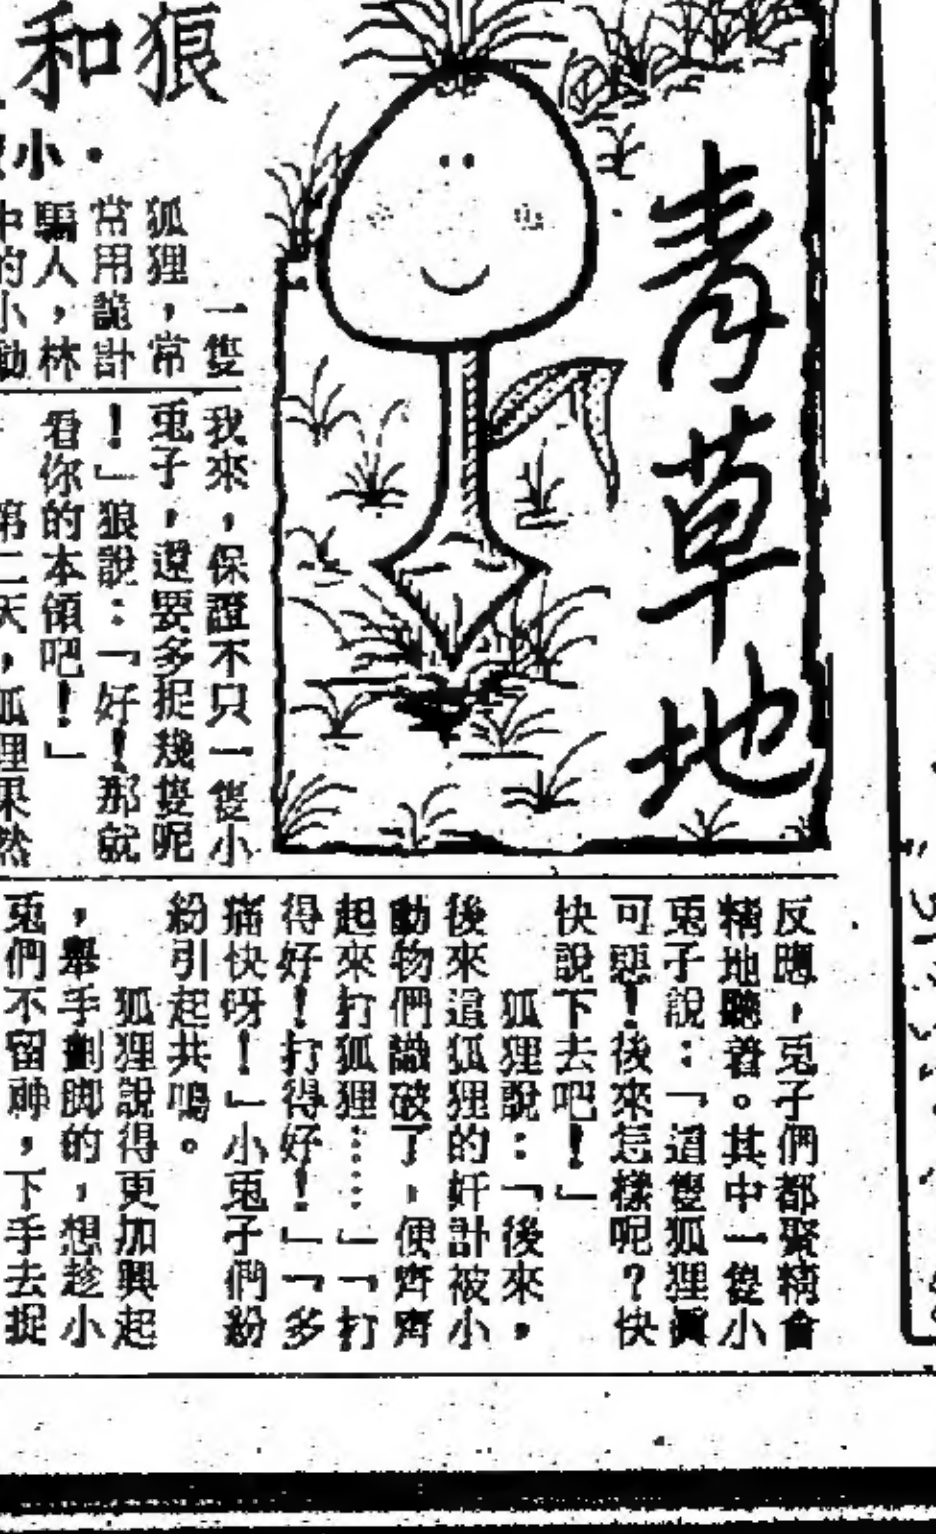 青草地
狼和
・小
一隻
狐狸，常
常用詭計
騙人，林
中的小動
我來，保證不只一隻小
兎子，還要多捉幾隻呢
！」狼說：「好！那就
看你的本領吧！」
第二天，狐狸果然
反應，兎子們都聚精會
精地聽着。其中一隻小
兎子說：「這隻狐狸眞
可惡！後來怎樣呢？快
快說下去吧！」
狐狸說：「後來，
後來這狐狸的奸計被小
動物們識破了，便齊齊
起來打狐狸……」「打
得好！打得好！」「多
痛快呀！」小兎子們紛
紛引起共鳴。
狐狸說得更加興起
，舉手劃脚的，想趁小
兎們不留神，下手去捉